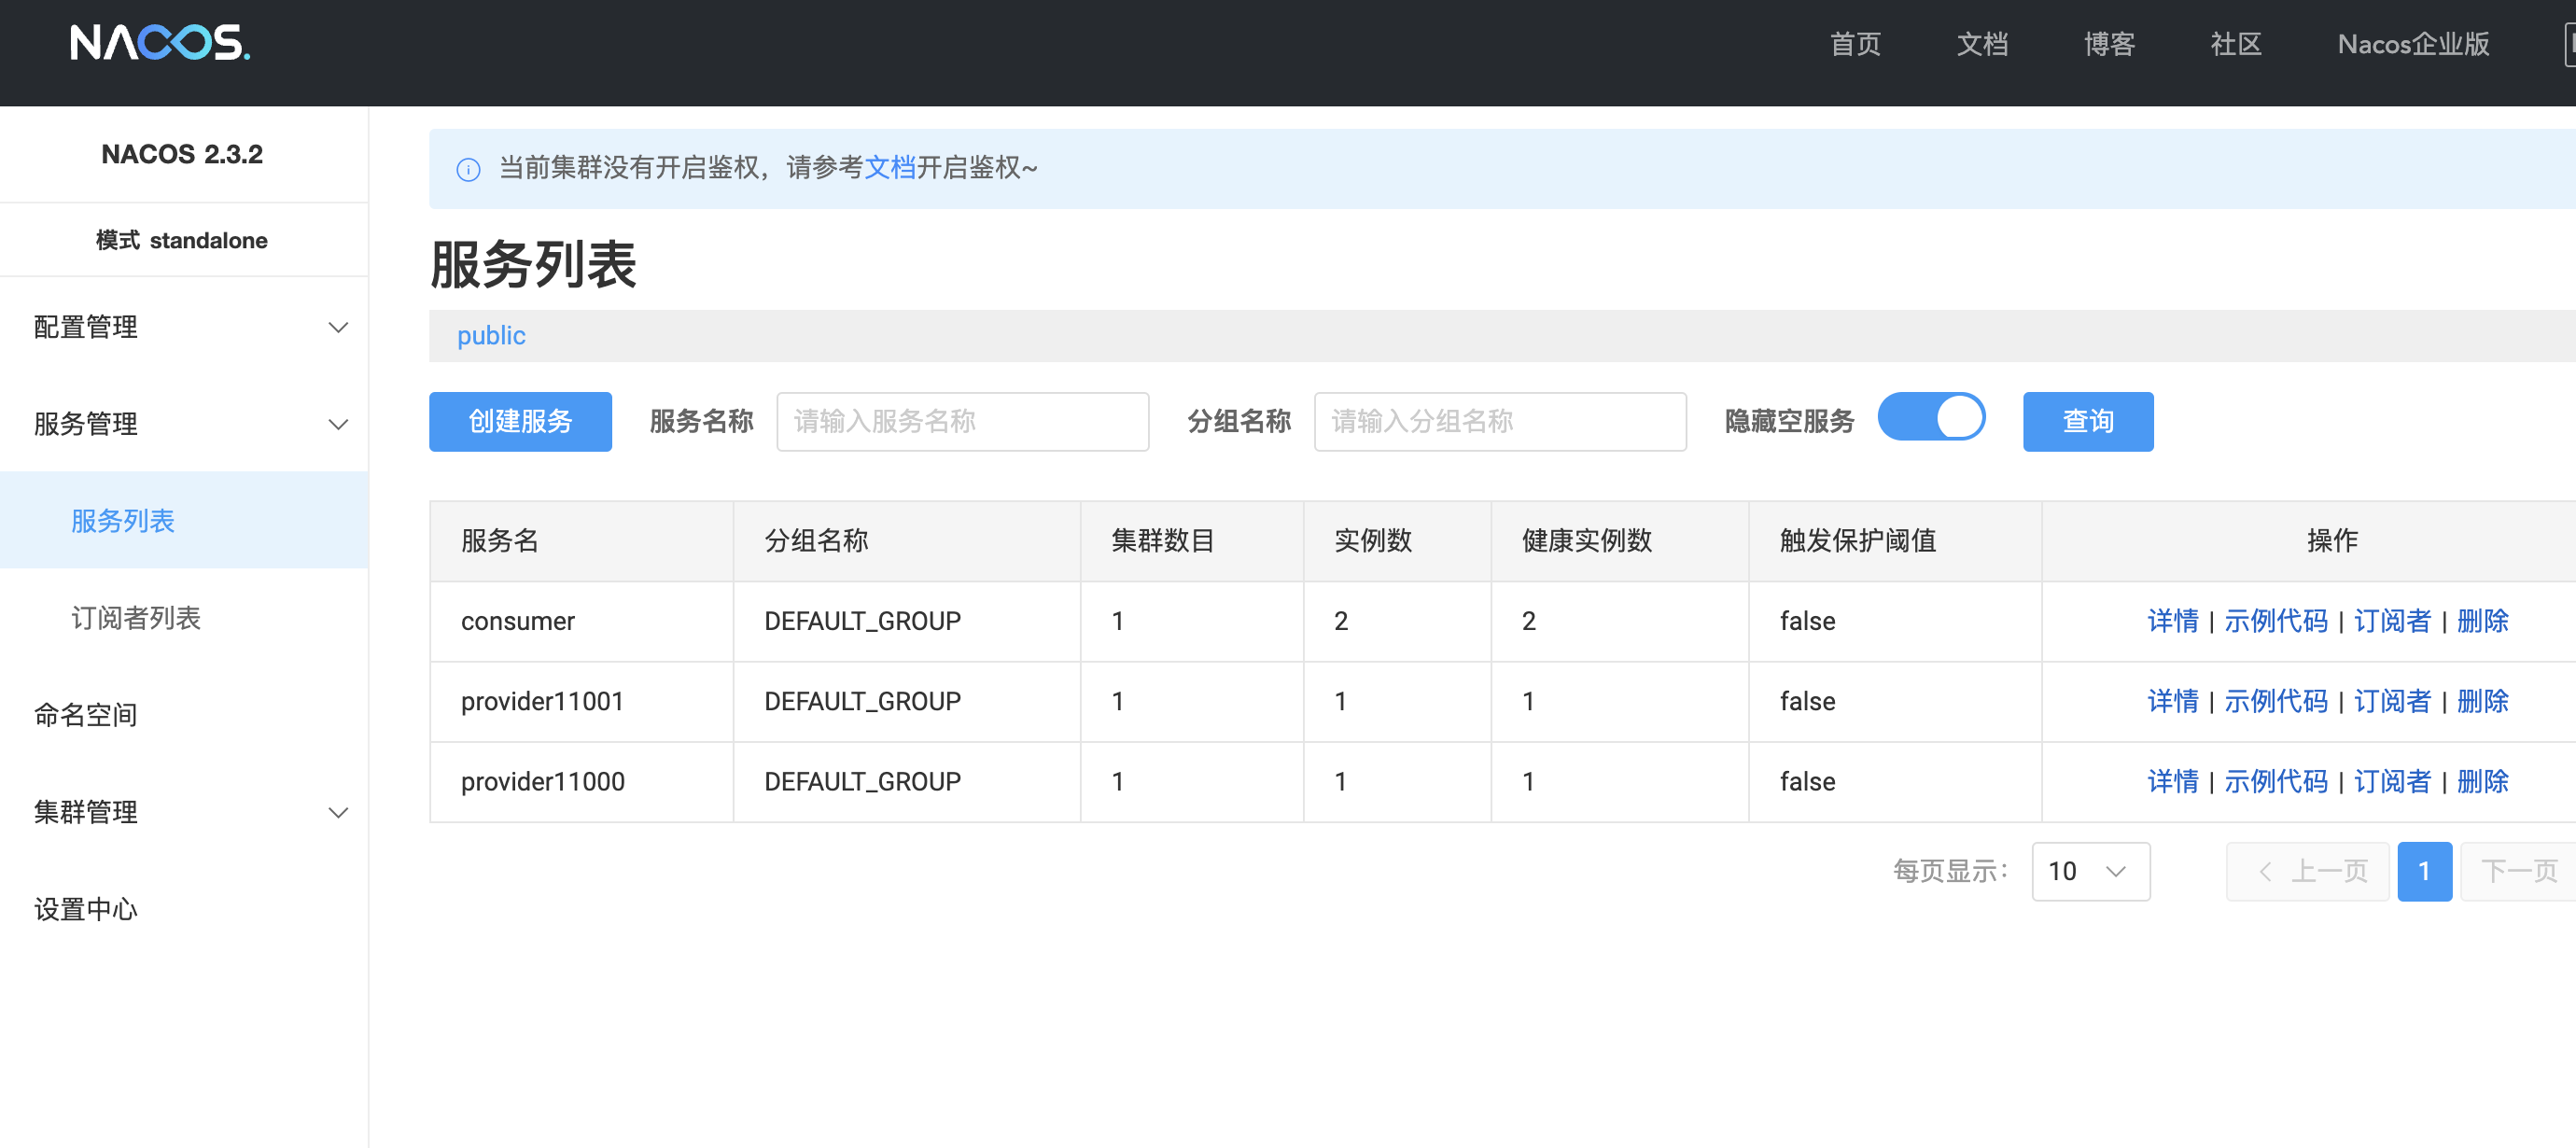 NACOS.
首页 文档 博客 社区 Nacos企业版
NACOS 2.3.2
模式 standalone
配置管理
服务管理
服务列表
订阅者列表
命名空间
集群管理
设置中心
当前集群没有开启鉴权，请参考文档开启鉴权~
服务列表
public
创建服务 服务名称 请输入服务名称 分组名称 请输入分组名称 隐藏空服务 查询
服务名 分组名称 集群数目 实例数 健康实例数 触发保护阈值 操作
consumer DEFAULT_GROUP 1 2 2 false 详情 | 示例代码 | 订阅者 | 删除
provider11001 DEFAULT_GROUP 1 1 1 false 详情 | 示例代码 | 订阅者 | 删除
provider11000 DEFAULT_GROUP 1 1 1 false 详情 | 示例代码 | 订阅者 | 删除
每页显示： 10 上一页 1 下一页